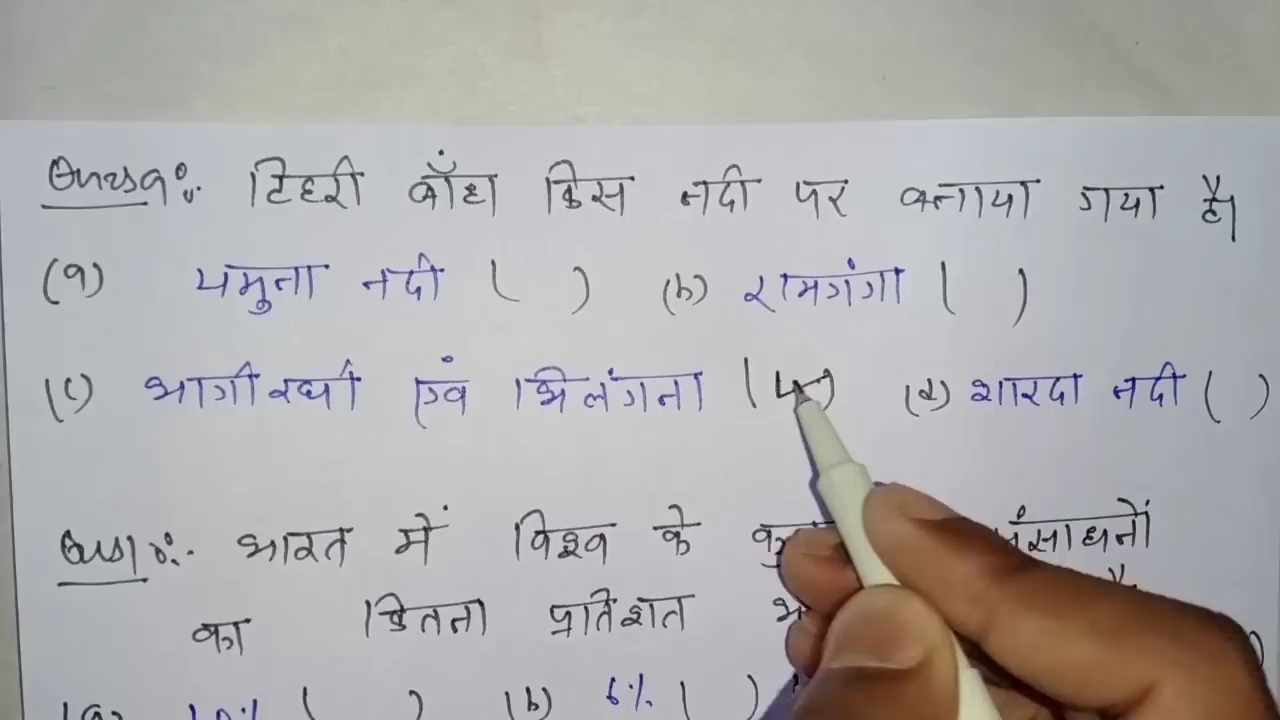 Ques9:. टिहरी बाँध किस नदी पर बनाया गया है।
(a) यमुना नदी ( ) (b) रामगंगा ( )
(c) भागीरथी एवं भिलंगना (✓) (d) शारदा नदी ( )
Ques10:. भारत में विश्व के संसाधनों
का कितना प्रतिशत
(a) 10% ( ) (b) 6% ( )